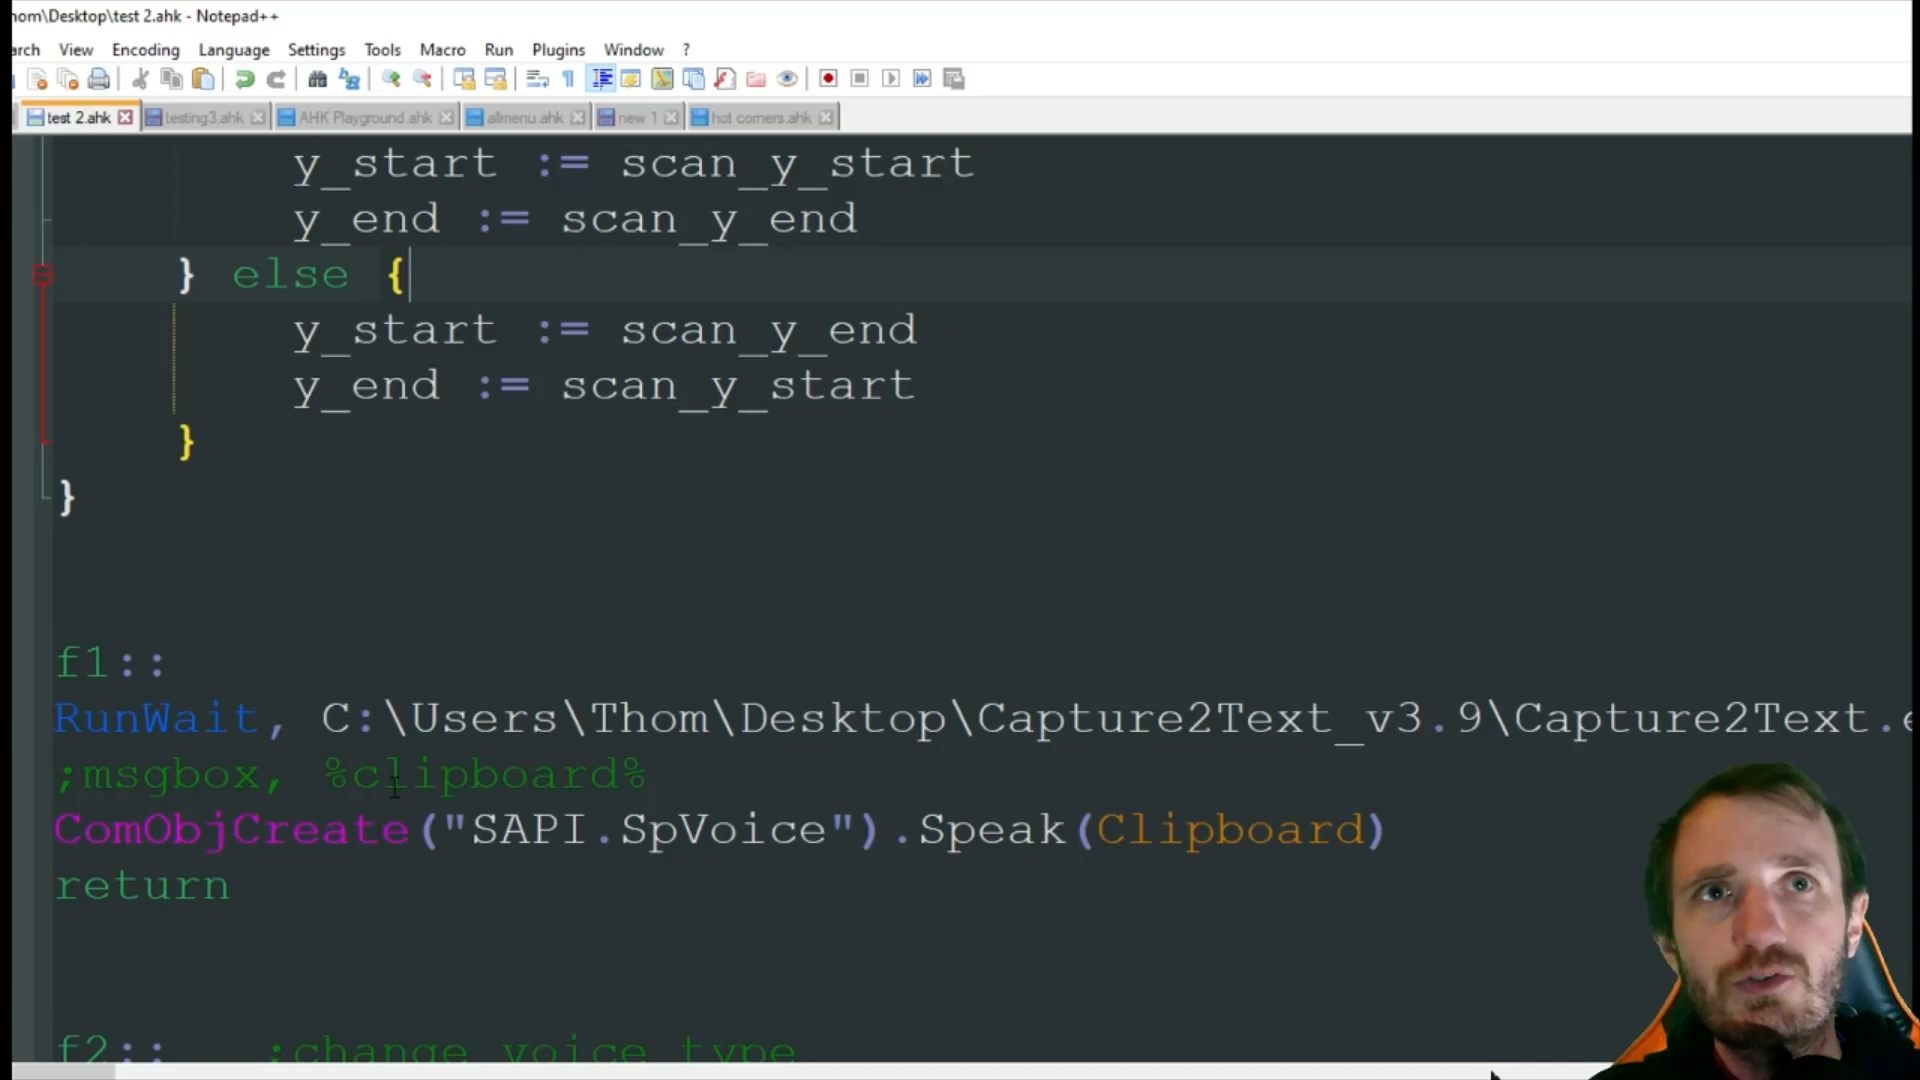 hom\Desktop\test 2.ahk - Notepad++
arch View Encoding Language Settings Tools Macro Run Plugins Window ?
test 2.ahk testing3.ahk AHK Playground.ahk allmenu.ahk new 1 hot corners.ahk
y_start := scan_y_start
y_end := scan_y_end
} else {
y_start := scan_y_end
y_end := scan_y_start
}
}
f1::
RunWait, C:\Users\Thom\Desktop\Capture2Text_v3.9\Capture2Text.e
;msgbox, %clipboard%
ComObjCreate("SAPI.SpVoice").Speak(Clipboard)
return
f2:: ;change voice type